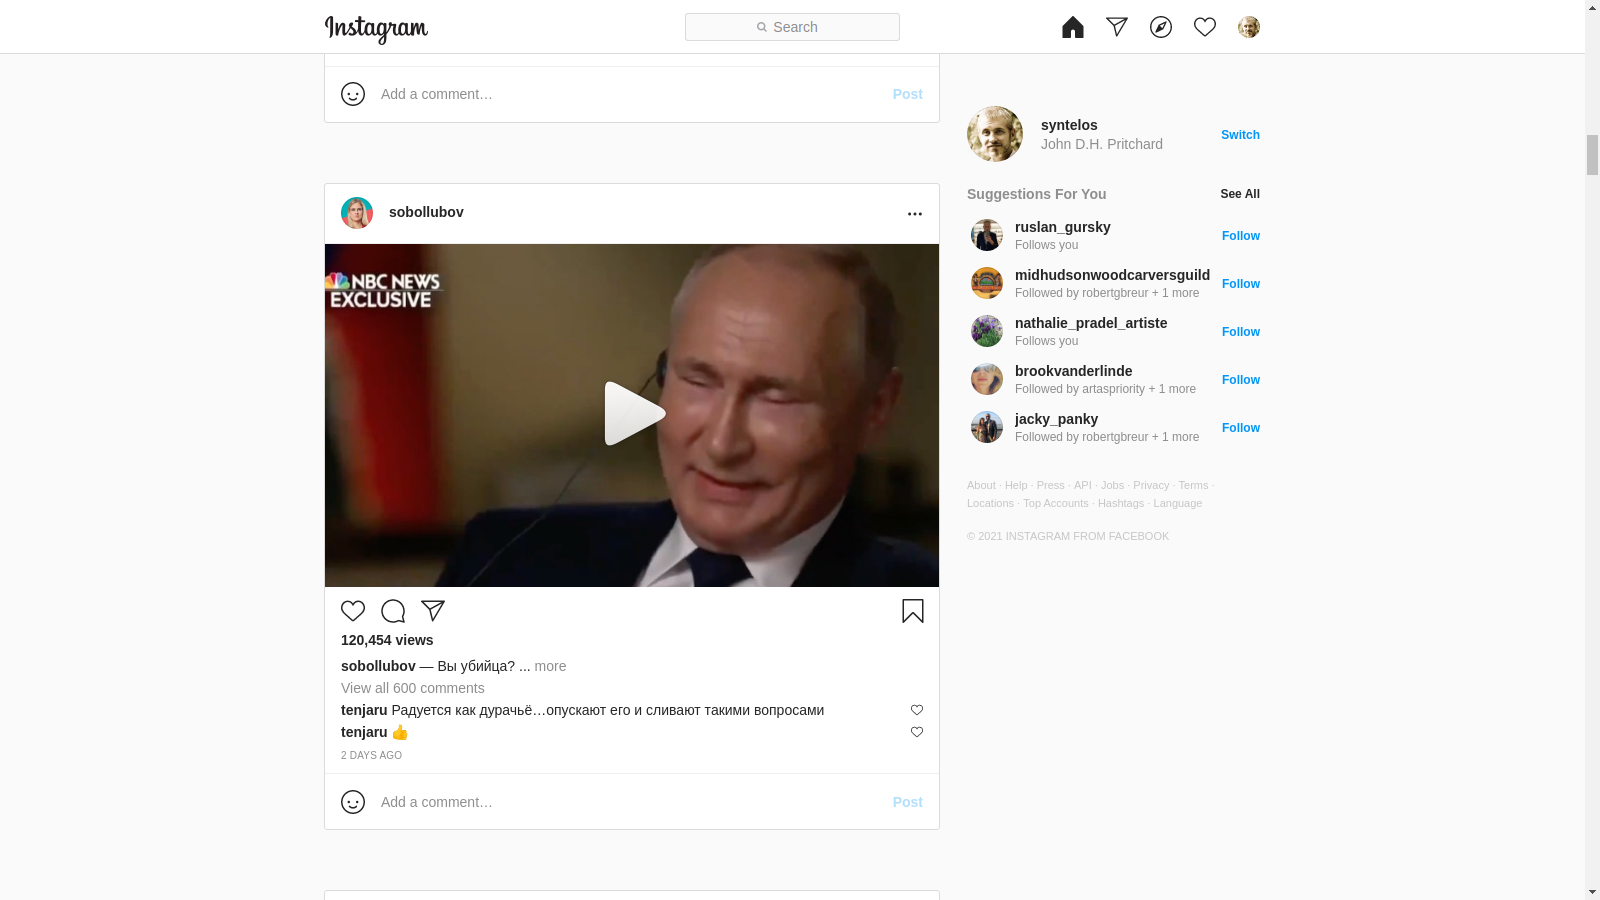 Instagram
Search
Add a comment…
Post
syntelos
John D.H. Pritchard
Switch
Suggestions For You
See All
ruslan_gursky
Follows you
Follow
midhudsonwoodcarversguild
Followed by robertgbreur + 1 more
Follow
nathalie_pradel_artiste
Follows you
Follow
brookvanderlinde
Followed by artaspriority + 1 more
Follow
jacky_panky
Followed by robertgbreur + 1 more
Follow
About · Help · Press · API · Jobs · Privacy · Terms ·
Locations · Top Accounts · Hashtags · Language
© 2021 INSTAGRAM FROM FACEBOOK
sobollubov
NBC NEWS
EXCLUSIVE
120,454 views
sobollubov — Вы убийца? ... more
View all 600 comments
tenjaru Радуется как дурачьё…опускают его и сливают такими вопросами
tenjaru 👍
2 DAYS AGO
Add a comment…
Post